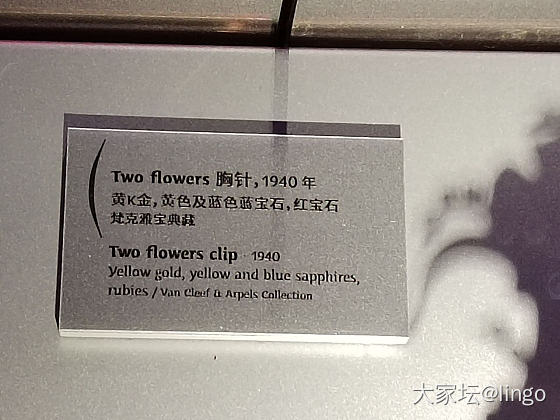 Two flowers 胸针，1940 年
黄K金，黄色及蓝色蓝宝石，红宝石
梵克雅宝典藏
Two flowers clip · 1940
Yellow gold, yellow and blue sapphires,
rubies / Van Cleef & Arpels Collection
大家坛@lingo